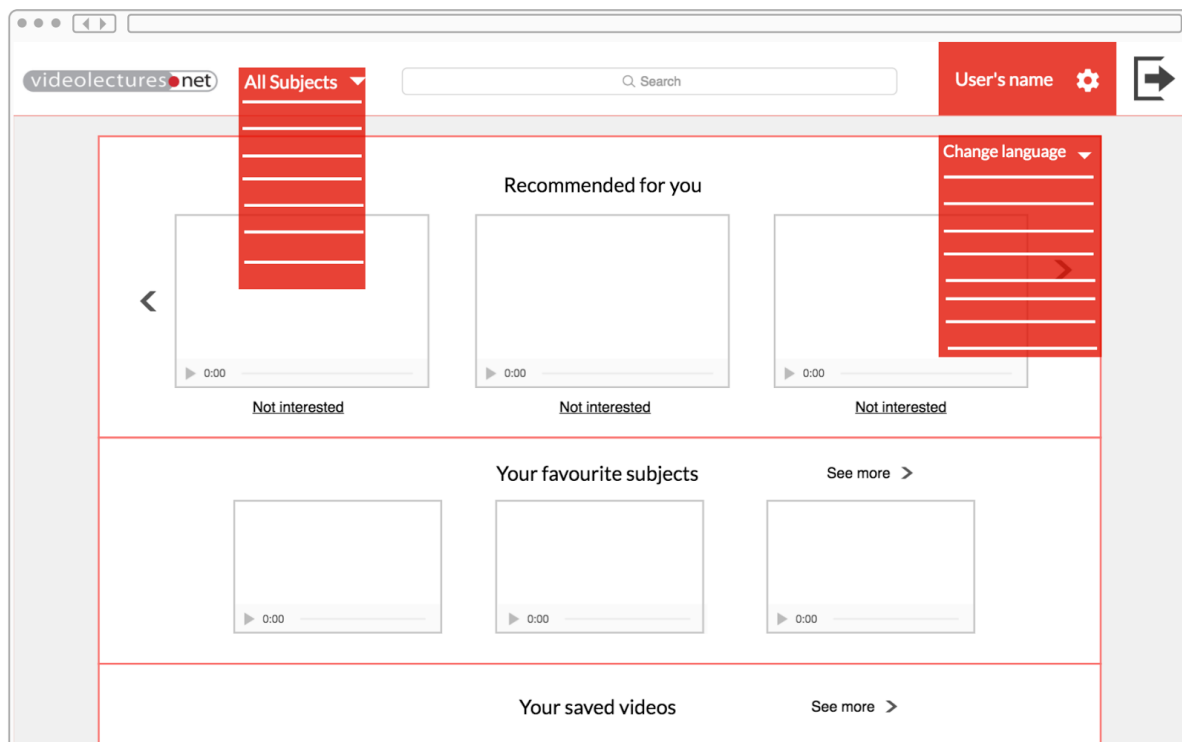 videolectures.net
All Subjects
Search
User's name
Change language
Recommended for you
0:00
0:00
0:00
Not interested
Not interested
Not interested
Your favourite subjects
See more
0:00
0:00
0:00
Your saved videos
See more